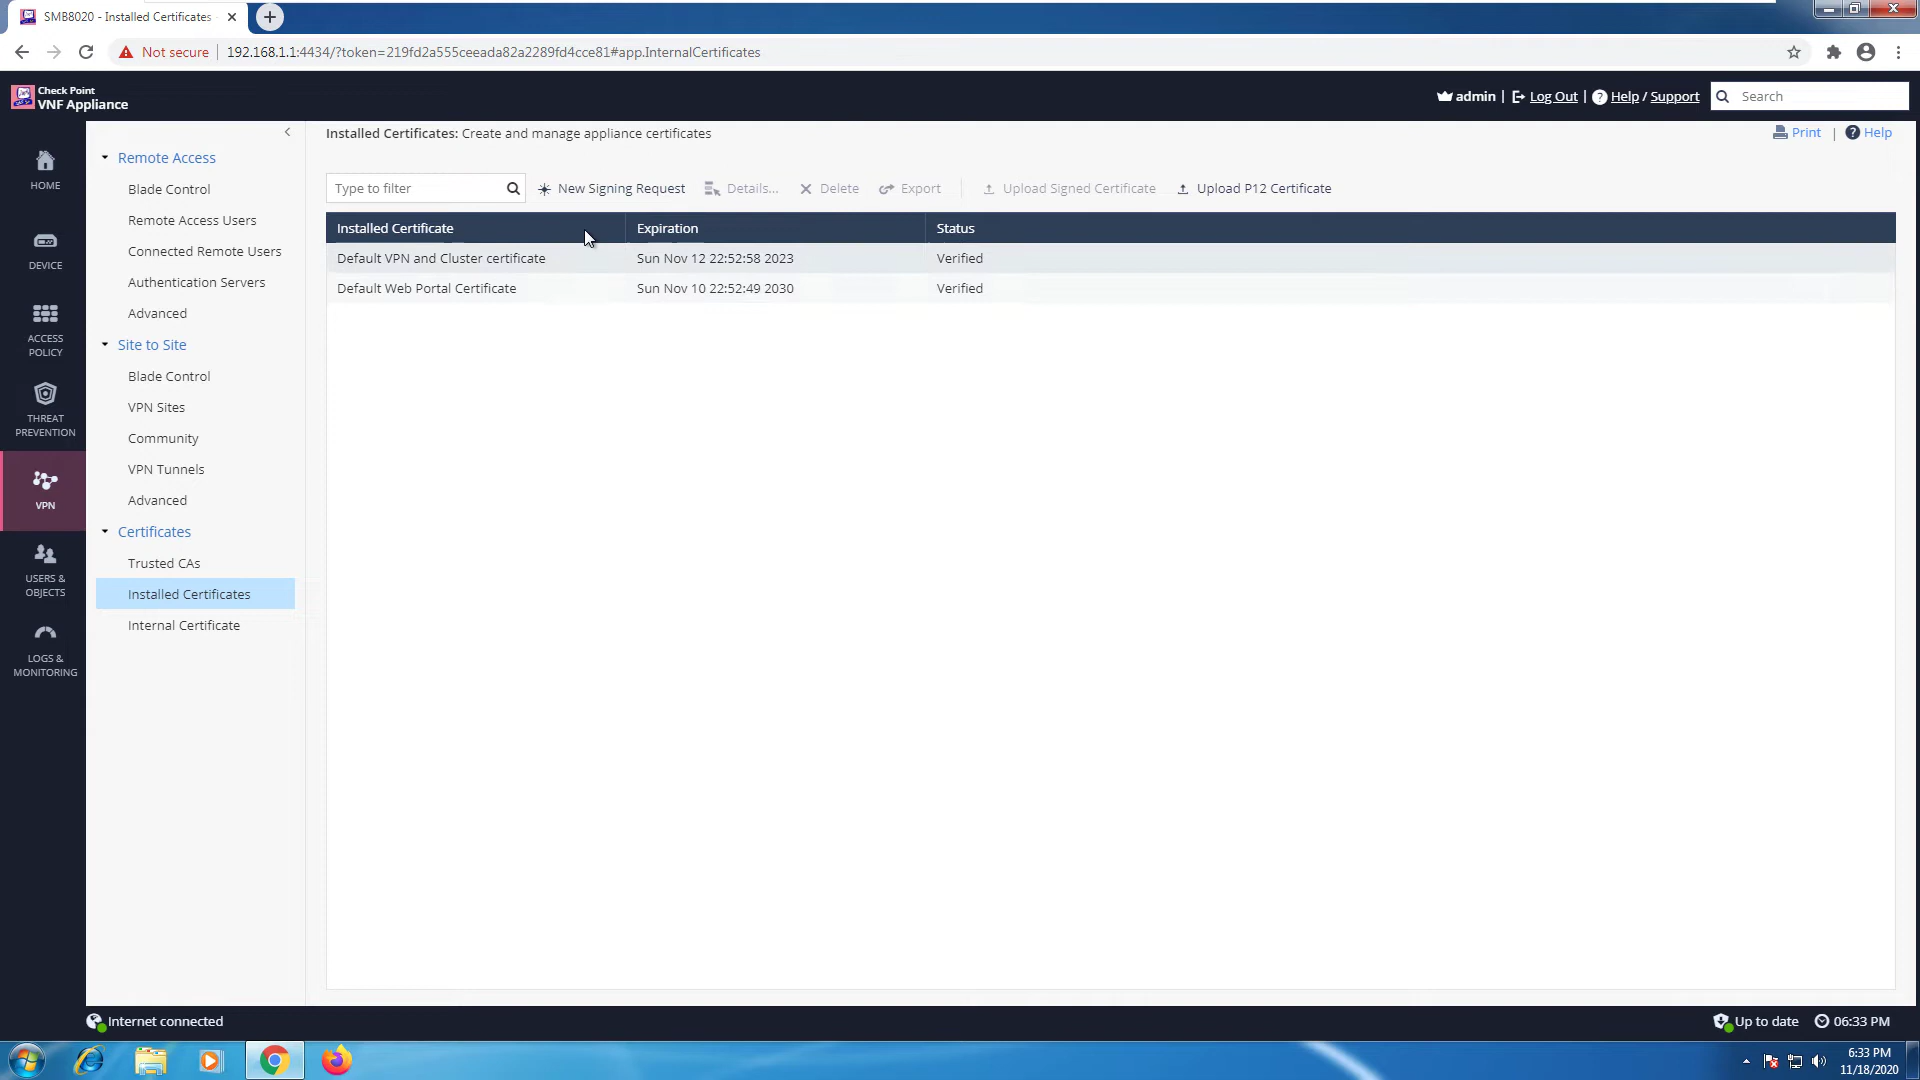 SMB8020 - Installed Certificates
Not secure
192.168.1.1:4434/?token=219fd2a555ceeada82a2289fd4cce81#app.InternalCertificates
Check Point
VNF Appliance
admin | Log Out | Help / Support
Search
HOME
DEVICE
ACCESS
POLICY
THREAT
PREVENTION
VPN
USERS &
OBJECTS
LOGS &
MONITORING
Remote Access
Blade Control
Remote Access Users
Connected Remote Users
Authentication Servers
Advanced
Site to Site
Blade Control
VPN Sites
Community
VPN Tunnels
Advanced
Certificates
Trusted CAs
Installed Certificates
Internal Certificate
Installed Certificates: Create and manage appliance certificates
Print | Help
Type to filter
New Signing Request
Details...
Delete
Export
Upload Signed Certificate
Upload P12 Certificate
Installed Certificate Expiration Status
Default VPN and Cluster certificate Sun Nov 12 22:52:58 2023 Verified
Default Web Portal Certificate Sun Nov 10 22:52:49 2030 Verified
Internet connected
Up to date
06:33 PM
6:33 PM
11/18/2020